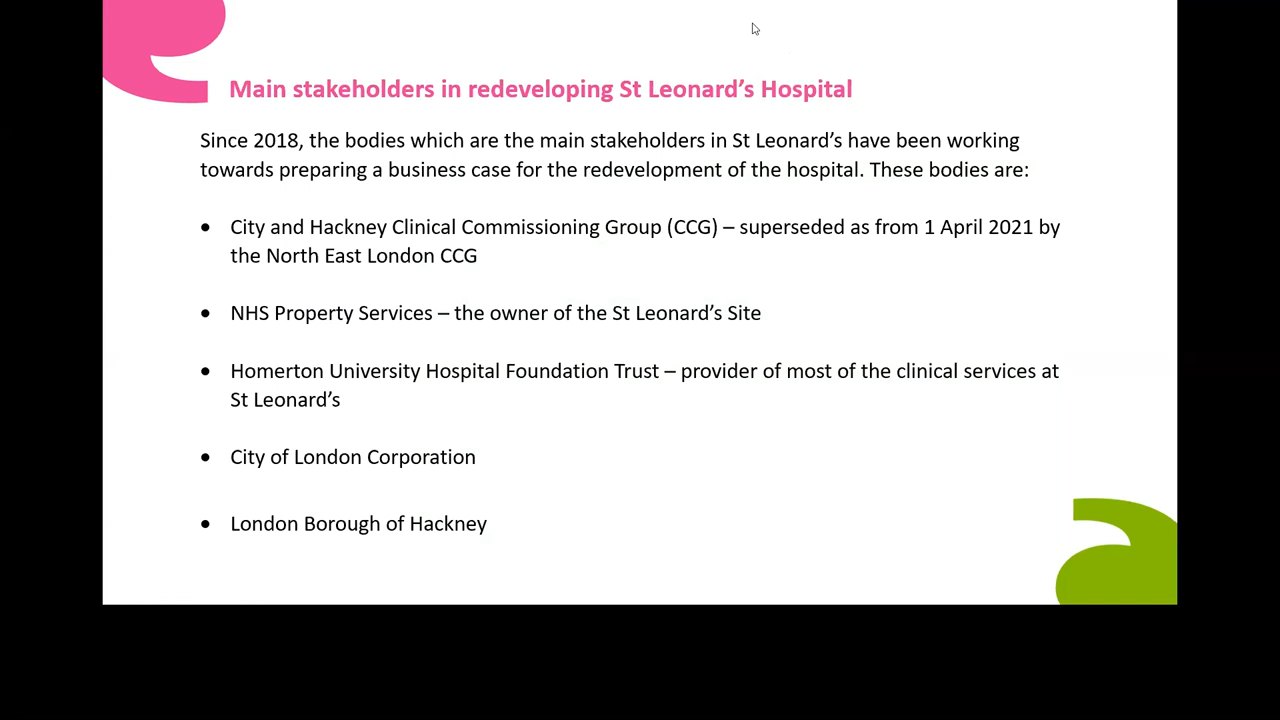 Main stakeholders in redeveloping St Leonard’s Hospital
Since 2018, the bodies which are the main stakeholders in St Leonard’s have been working
towards preparing a business case for the redevelopment of the hospital. These bodies are:
• City and Hackney Clinical Commissioning Group (CCG) – superseded as from 1 April 2021 by
the North East London CCG
• NHS Property Services – the owner of the St Leonard’s Site
• Homerton University Hospital Foundation Trust – provider of most of the clinical services at
St Leonard’s
• City of London Corporation
• London Borough of Hackney